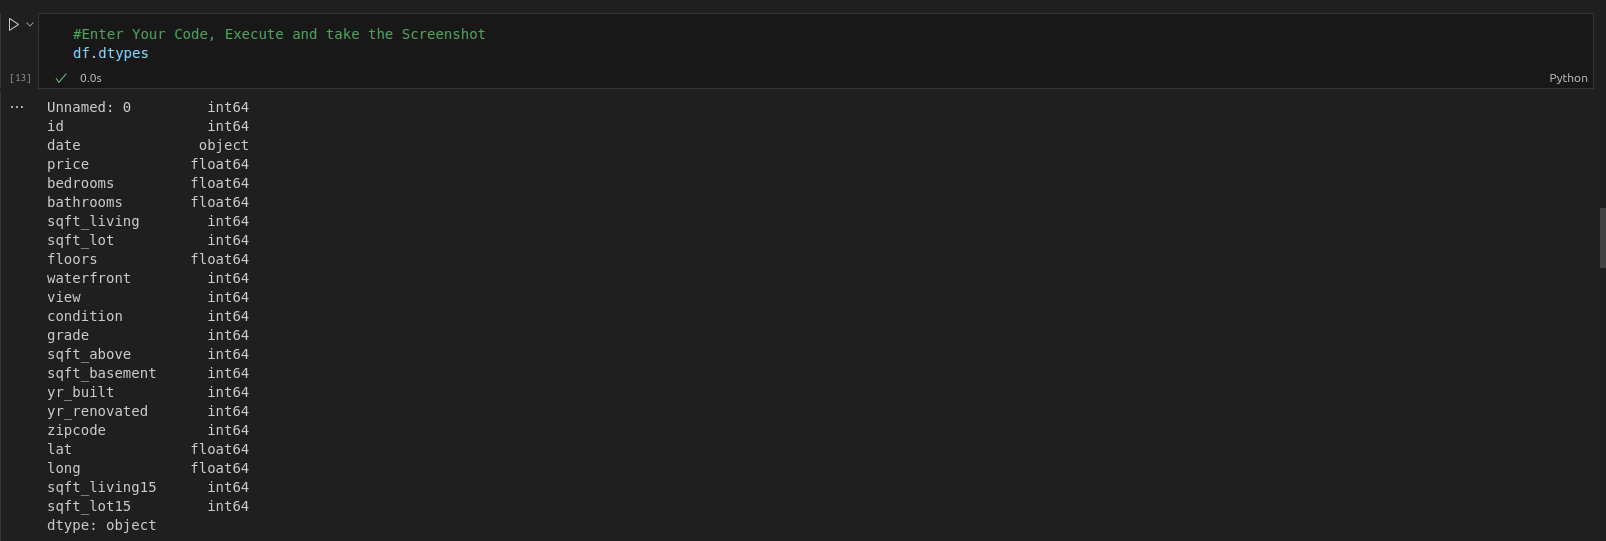 #Enter Your Code, Execute and take the Screenshot
df.dtypes
[13] 0.0s Python
Unnamed: 0 int64
id int64
date object
price float64
bedrooms float64
bathrooms float64
sqft_living int64
sqft_lot int64
floors float64
waterfront int64
view int64
condition int64
grade int64
sqft_above int64
sqft_basement int64
yr_built int64
yr_renovated int64
zipcode int64
lat float64
long float64
sqft_living15 int64
sqft_lot15 int64
dtype: object